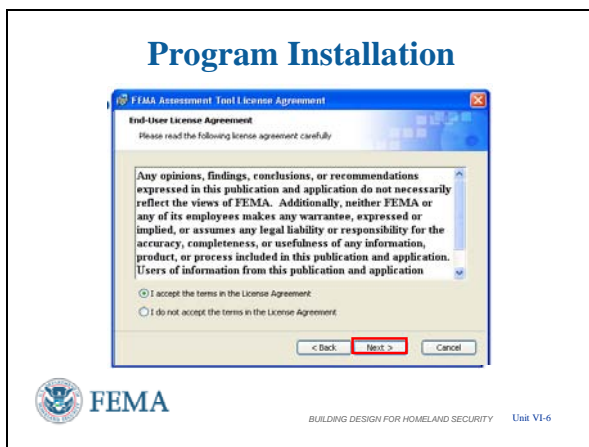 Program Installation
FEMA Assessment Tool License Agreement
End-User License Agreement
Please read the following license agreement carefully
Any opinions, findings, conclusions, or recommendations
expressed in this publication and application do not necessarily
reflect the views of FEMA. Additionally, neither FEMA or
any of its employees makes any warrantee, expressed or
implied, or assumes any legal liability or responsibility for the
accuracy, completeness, or usefulness of any information,
product, or process included in this publication and application.
Users of information from this publication and application
I accept the terms in the License Agreement
I do not accept the terms in the License Agreement
< Back Next > Cancel
FEMA
BUILDING DESIGN FOR HOMELAND SECURITY Unit VI-6